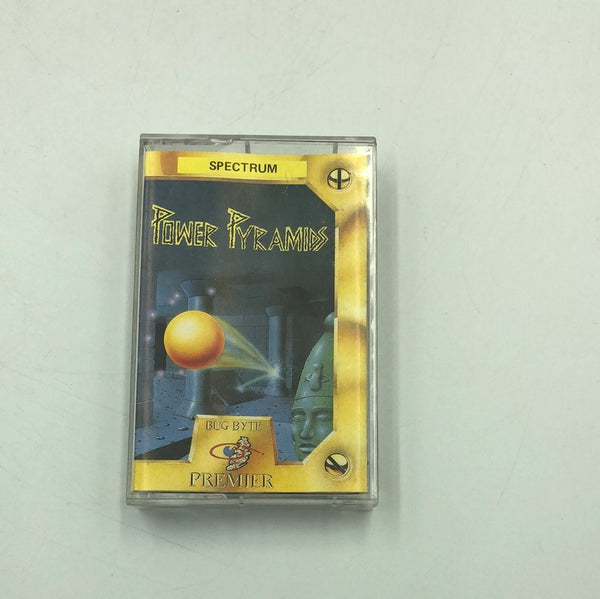 SPECTRUM
POWER PYRAMIDS
BUG BYTE
PREMIER